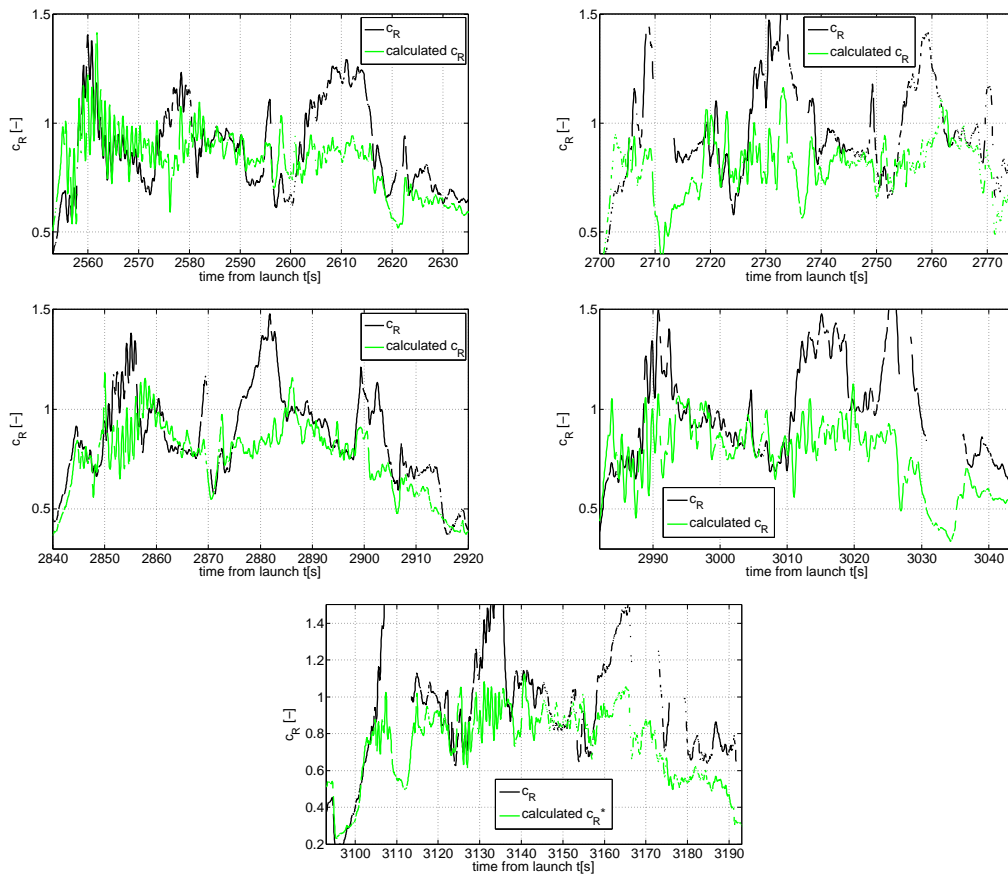 1.5
1
0.5
c_R [−]
c_R
calculated c_R
2560 2570 2580 2590 2600 2610 2620 2630
time from launch t[s]
1.5
1
0.5
c_R [−]
c_R
calculated c_R
2700 2710 2720 2730 2740 2750 2760 2770
time from launch t[s]
1.5
1
0.5
c_R [−]
c_R
calculated c_R
2840 2850 2860 2870 2880 2890 2900 2910 2920
time from launch t[s]
1.5
1
0.5
c_R [−]
c_R
calculated c_R
2990 3000 3010 3020 3030 3040
time from launch t[s]
1.4
1.2
1
0.8
0.6
0.4
0.2
c_R [−]
c_R
calculated c_R*
3100 3110 3120 3130 3140 3150 3160 3170 3180 3190
time from launch t[s]